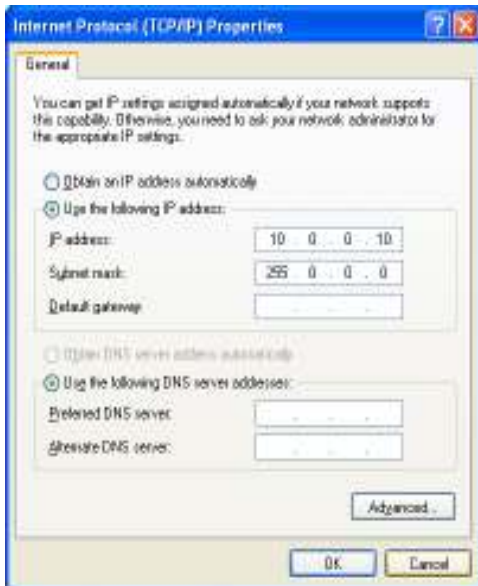 Internet Protocol (TCP/IP) Properties
General
You can get IP settings assigned automatically if your network supports
this capability. Otherwise, you need to ask your network administrator for
the appropriate IP settings.
Obtain an IP address automatically
Use the following IP address:
IP address: 10 . 0 . 0 . 10
Subnet mask: 255 . 0 . 0 . 0
Default gateway: . . .
Obtain DNS server address automatically
Use the following DNS server addresses:
Preferred DNS server: . . .
Alternate DNS server: . . .
Advanced...
OK Cancel